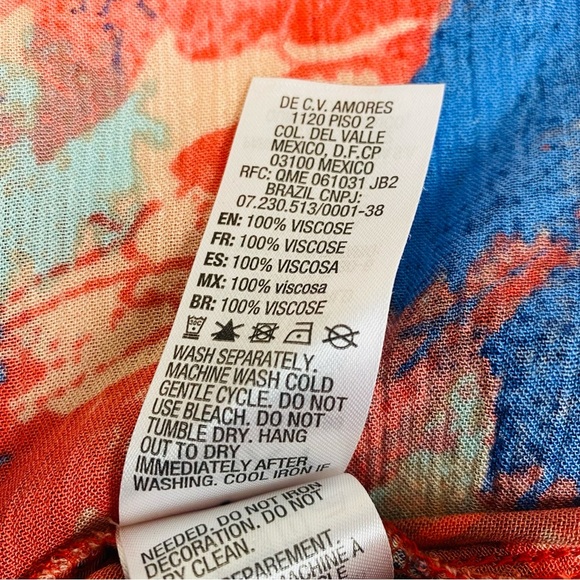 DE C.V. AMORES
1120 PISO 2
COL. DEL VALLE
MEXICO, D.F.CP
03100 MEXICO
RFC: QME 061031 JB2
BRAZIL CNPJ:
07.230.513/0001-38
EN: 100% VISCOSE
FR: 100% VISCOSE
ES: 100% VISCOSA
MX: 100% viscosa
BR: 100% VISCOSE
WASH SEPARATELY.
MACHINE WASH COLD
GENTLE CYCLE. DO NOT
USE BLEACH. DO NOT
TUMBLE DRY. HANG
OUT TO DRY
IMMEDIATELY AFTER
WASHING. COOL IRON IF
NEEDED. DO NOT IRON
DECORATION. DO NOT
DRY CLEAN.
MACHINE À